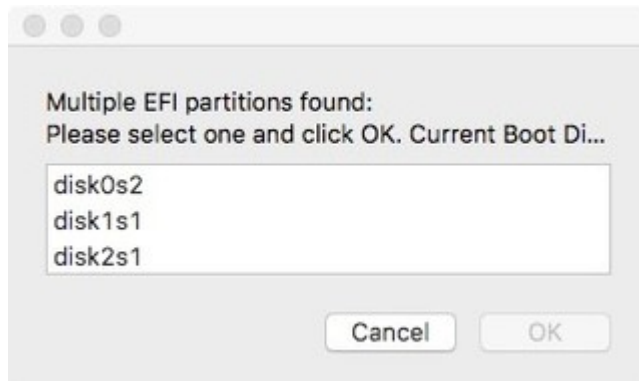 Multiple EFI partitions found:
Please select one and click OK. Current Boot Di...
disk0s2
disk1s1
disk2s1
Cancel
OK